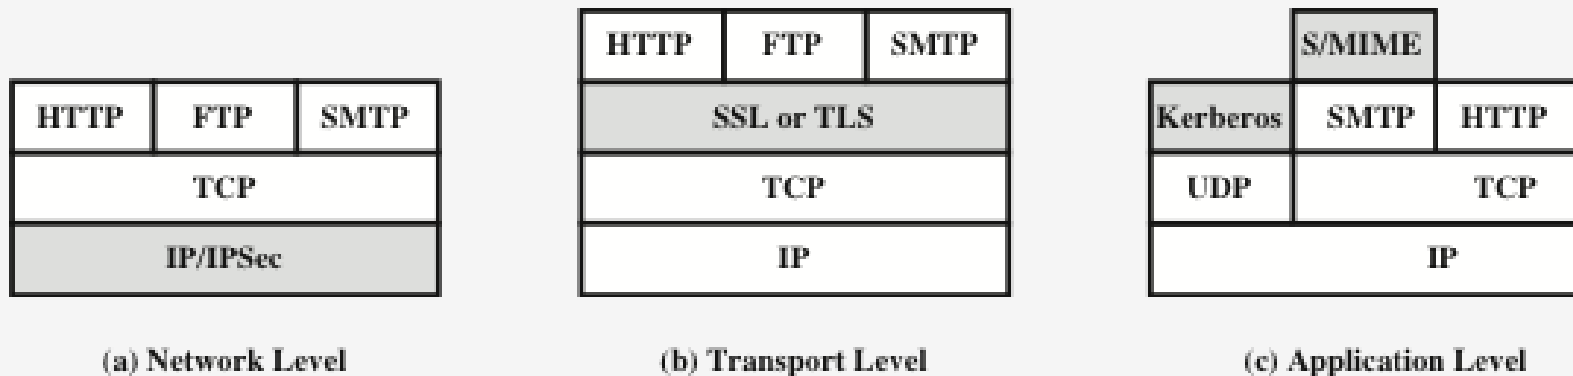 HTTP FTP SMTP
TCP
IP/IPSec
(a) Network Level
HTTP FTP SMTP
SSL or TLS
TCP
IP
(b) Transport Level
S/MIME
Kerberos SMTP HTTP
UDP TCP
IP
(c) Application Level